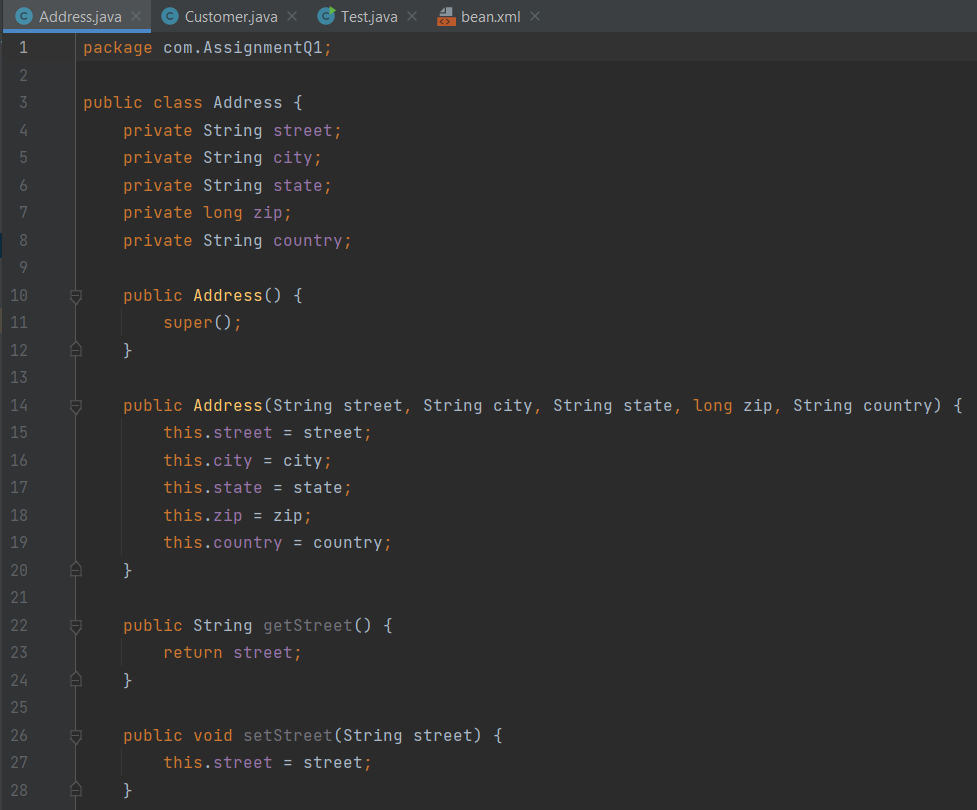 Address.java Customer.java Test.java bean.xml
1 package com.AssignmentQ1;
2
3 public class Address {
4     private String street;
5     private String city;
6     private String state;
7     private long zip;
8     private String country;
9
10     public Address() {
11         super();
12     }
13
14     public Address(String street, String city, String state, long zip, String country) {
15         this.street = street;
16         this.city = city;
17         this.state = state;
18         this.zip = zip;
19         this.country = country;
20     }
21
22     public String getStreet() {
23         return street;
24     }
25
26     public void setStreet(String street) {
27         this.street = street;
28     }